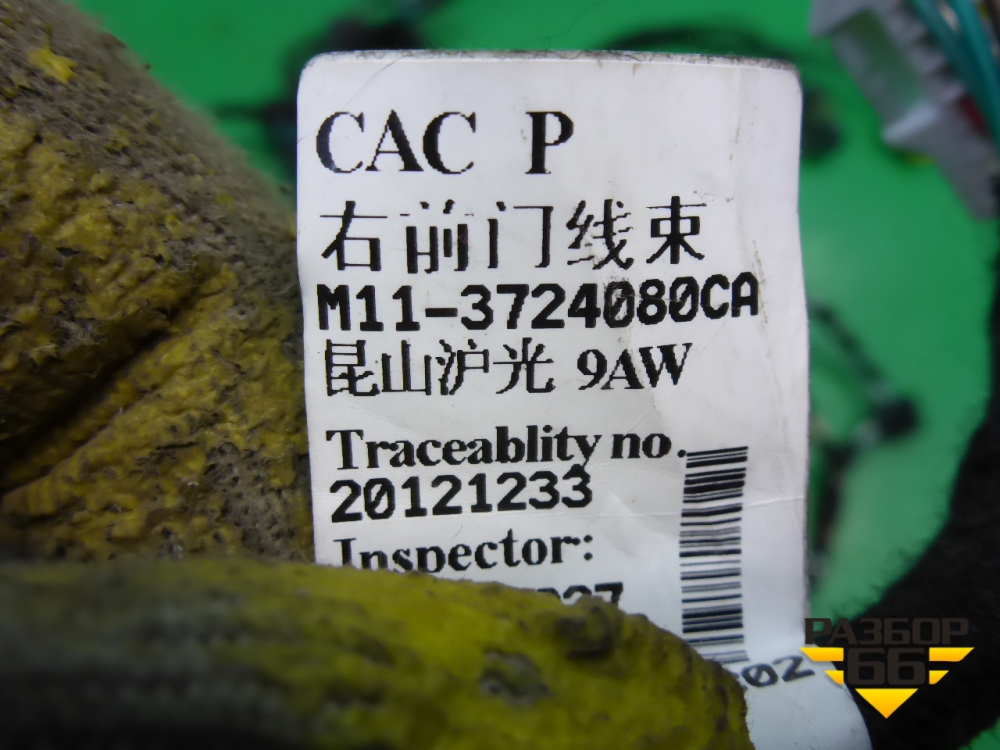 CAC P
右前门线束
M11-3724080CA
昆山沪光 9AW
Traceablity no.
20121233
Inspector:
02
РАЗБОР
66